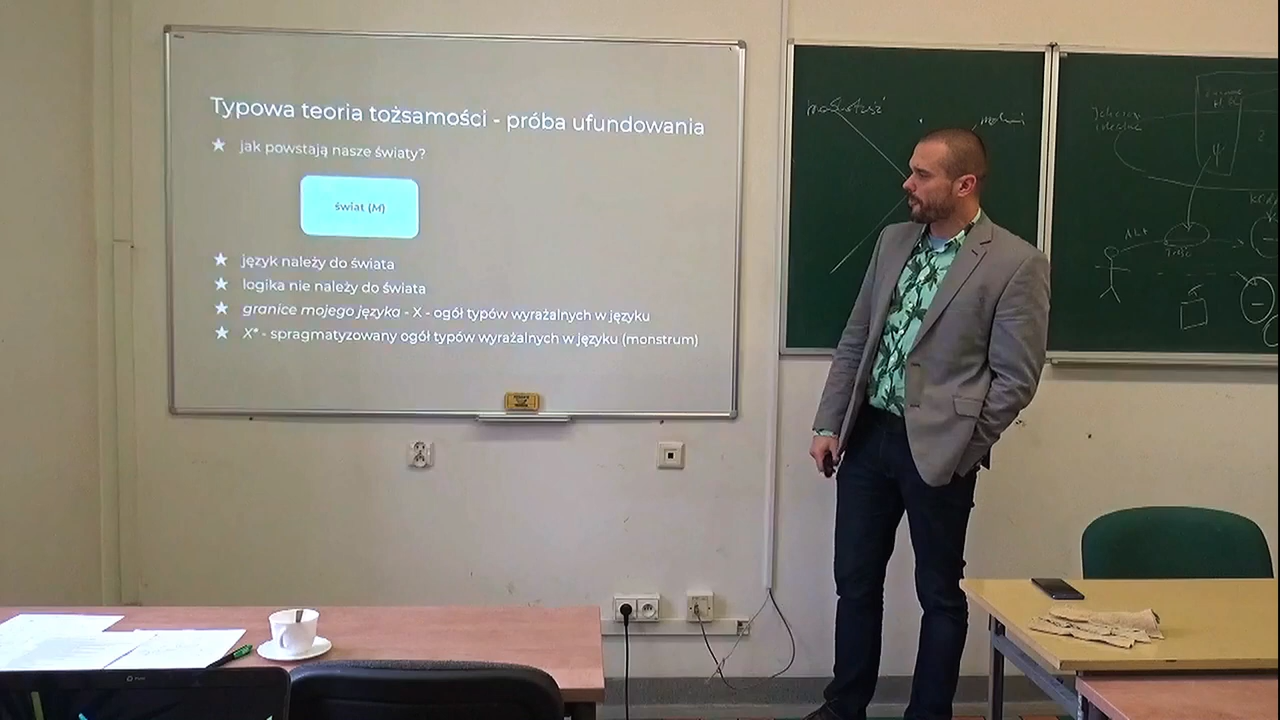 Typowa teoria tożsamości - próba ufundowania
★ jak powstają nasze światy?
świat (M)
★ język należy do świata
★ logika nie należy do świata
★ granice mojego języka - X - ogół typów wyrażalnych w języku
★ X* - spragmatyzowany ogół typów wyrażalnych w języku (monstrum)